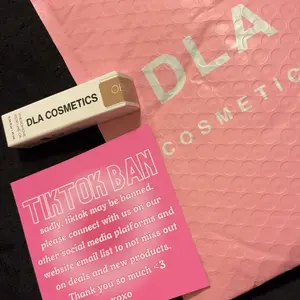 DLA
COSMETIC
DLA COSMETICS
TIKTOK BAN
sadly, tiktok may be banned,
please connect with us on our
other social media platforms and
website email list to not miss out
on deals and new products.
Thank you so much <3
xoxo